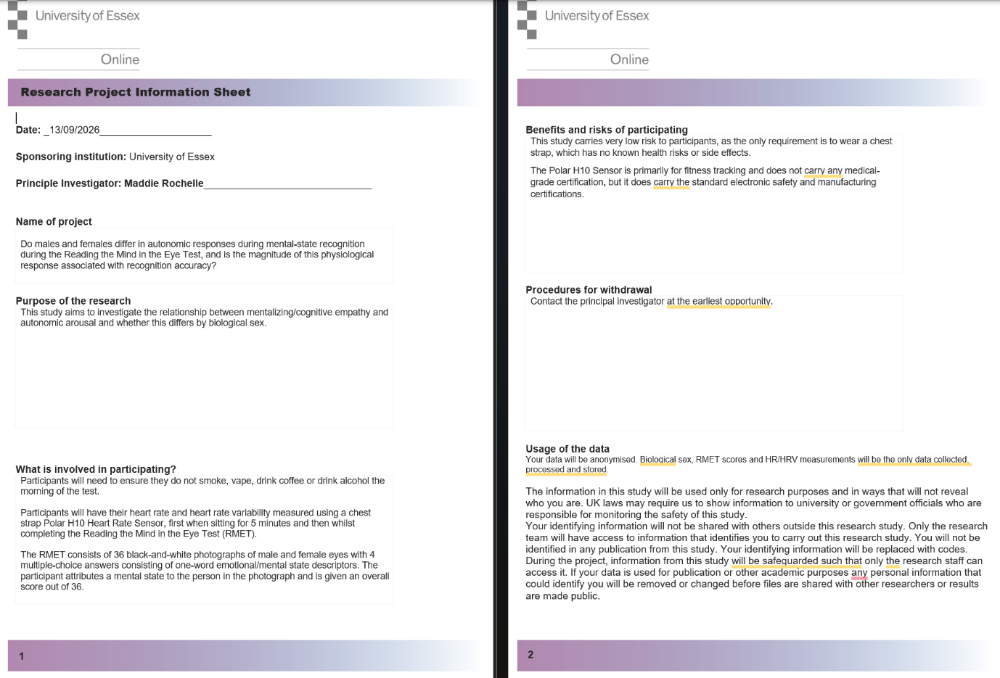 University of Essex
Online
Research Project Information Sheet
Date: _13/09/2026____________________
Sponsoring institution: University of Essex
Principle Investigator: Maddie Rochelle______________________________
Name of project
Do males and females differ in autonomic responses during mental-state recognition
during the Reading the Mind in the Eye Test, and is the magnitude of this physiological
response associated with recognition accuracy?
Purpose of the research
This study aims to investigate the relationship between mentalizing/cognitive empathy and
autonomic arousal and whether this differs by biological sex.
What is involved in participating?
Participants will need to ensure they do not smoke, vape, drink coffee or drink alcohol the
morning of the test.
Participants will have their heart rate and heart rate variability measured using a chest
strap Polar H10 Heart Rate Sensor, first when sitting for 5 minutes and then whilst
completing the Reading the Mind in the Eye Test (RMET).
The RMET consists of 36 black-and-white photographs of male and female eyes with 4
multiple-choice answers consisting of one-word emotional/mental state descriptors. The
participant attributes a mental state to the person in the photograph and is given an overall
score out of 36.
1
University of Essex
Online
Benefits and risks of participating
This study carries very low risk to participants, as the only requirement is to wear a chest
strap, which has no known health risks or side effects.
The Polar H10 Sensor is primarily for fitness tracking and does not carry any medical-
grade certification, but it does carry the standard electronic safety and manufacturing
certifications.
Procedures for withdrawal
Contact the principal investigator at the earliest opportunity.
Usage of the data
Your data will be anonymised. Biological sex, RMET scores and HR/HRV measurements will be the only data collected,
processed and stored.
The information in this study will be used only for research purposes and in ways that will not reveal
who you are. UK laws may require us to show information to university or government officials who are
responsible for monitoring the safety of this study.
Your identifying information will not be shared with others outside this research study. Only the research
team will have access to information that identifies you to carry out this research study. You will not be
identified in any publication from this study. Your identifying information will be replaced with codes.
During the project, information from this study will be safeguarded such that only the research staff can
access it. If your data is used for publication or other academic purposes any personal information that
could identify you will be removed or changed before files are shared with other researchers or results
are made public.
2